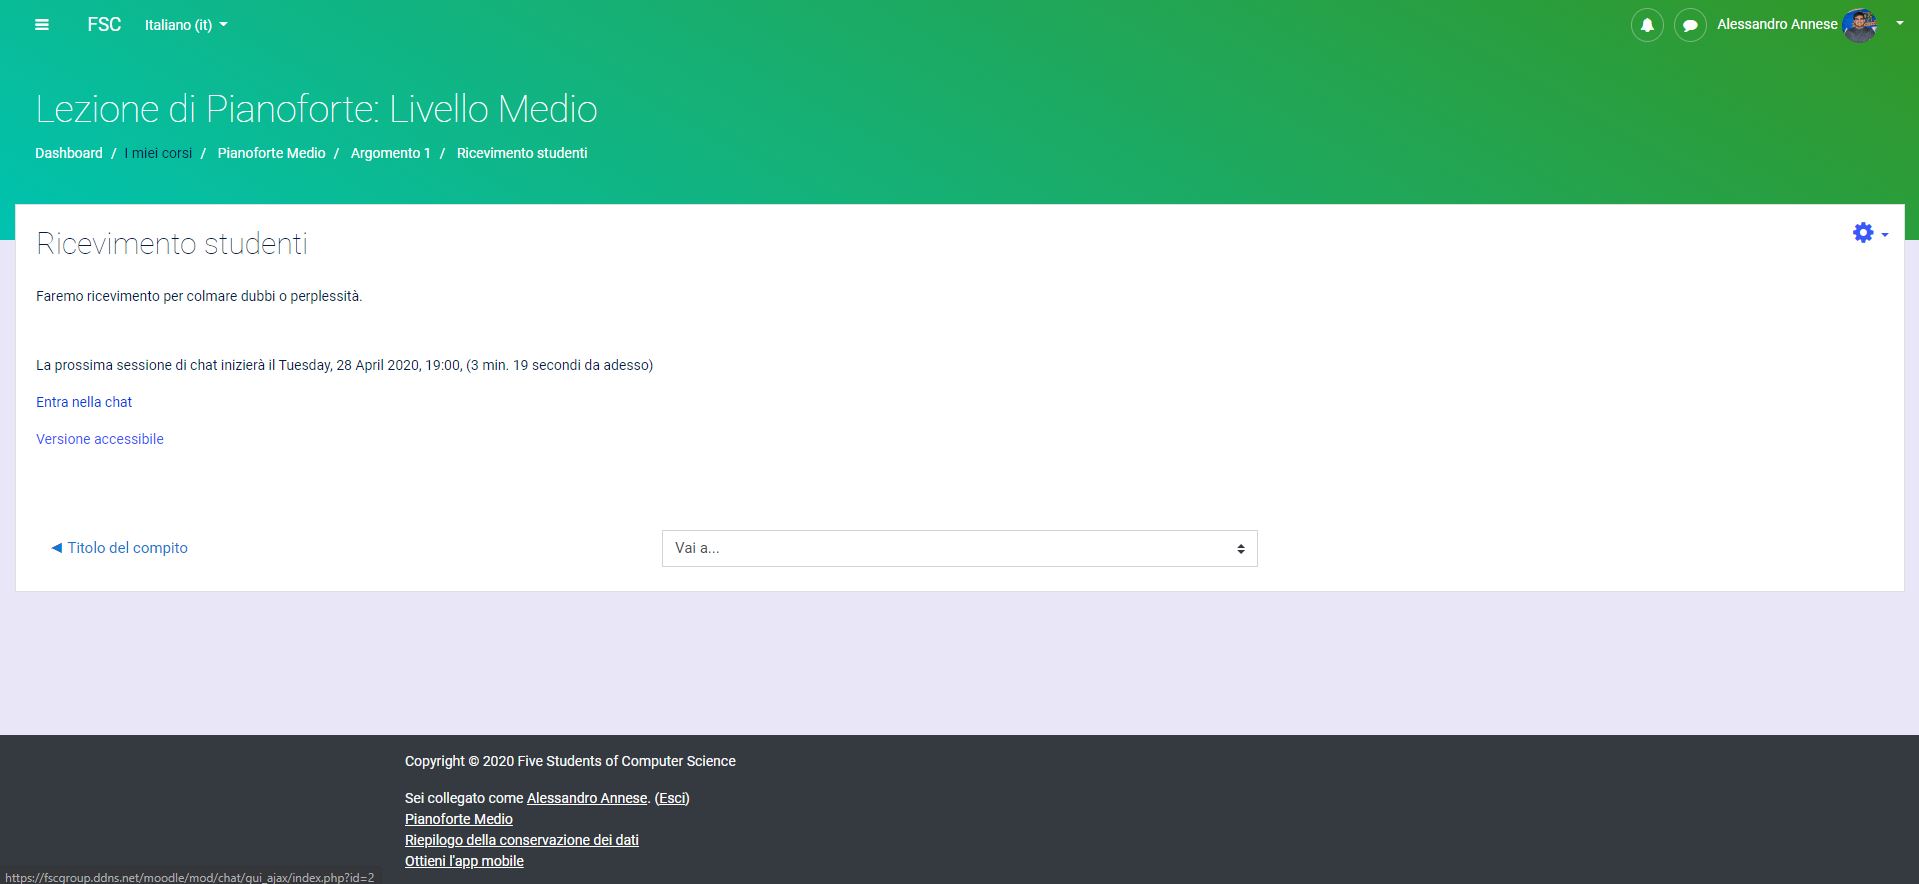 FSC
Italiano (it)
Alessandro Annese
Lezione di Pianoforte: Livello Medio
Dashboard / I miei corsi / Pianoforte Medio / Argomento 1 / Ricevimento studenti
Ricevimento studenti
Faremo ricevimento per colmare dubbi o perplessità.
La prossima sessione di chat inizierà il Tuesday, 28 April 2020, 19:00, (3 min. 19 secondi da adesso)
Entra nella chat
Versione accessibile
◄ Titolo del compito
Vai a...
Copyright © 2020 Five Students of Computer Science
Sei collegato come Alessandro Annese. (Esci)
Pianoforte Medio
Riepilogo della conservazione dei dati
Ottieni l'app mobile
https://fscgroup.ddns.net/moodle/mod/chat/gui_ajax/index.php?id=2